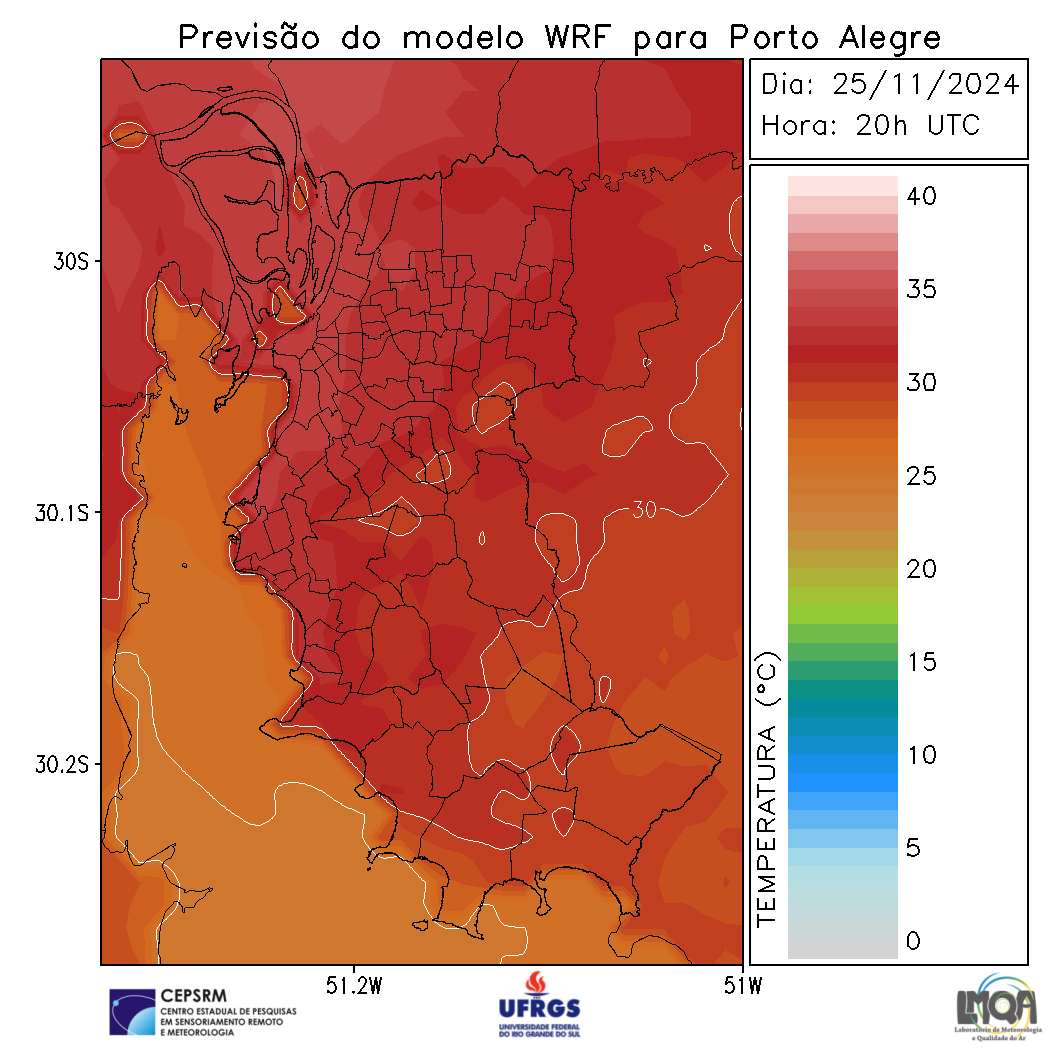 Previsão do modelo WRF para Porto Alegre
Dia: 25/11/2024
Hora: 20h UTC
40
35
30
25
20
15
10
5
0
TEMPERATURA (°C)
30S
30.1S
30.2S
30
51.2W
51W
CEPSRM
CENTRO ESTADUAL DE PESQUISAS
EM SENSORIAMENTO REMOTO
E METEOROLOGIA
UFRGS
UNIVERSIDADE FEDERAL
DO RIO GRANDE DO SUL
LMQA
Laboratório de Meteorologia
e Qualidade do Ar